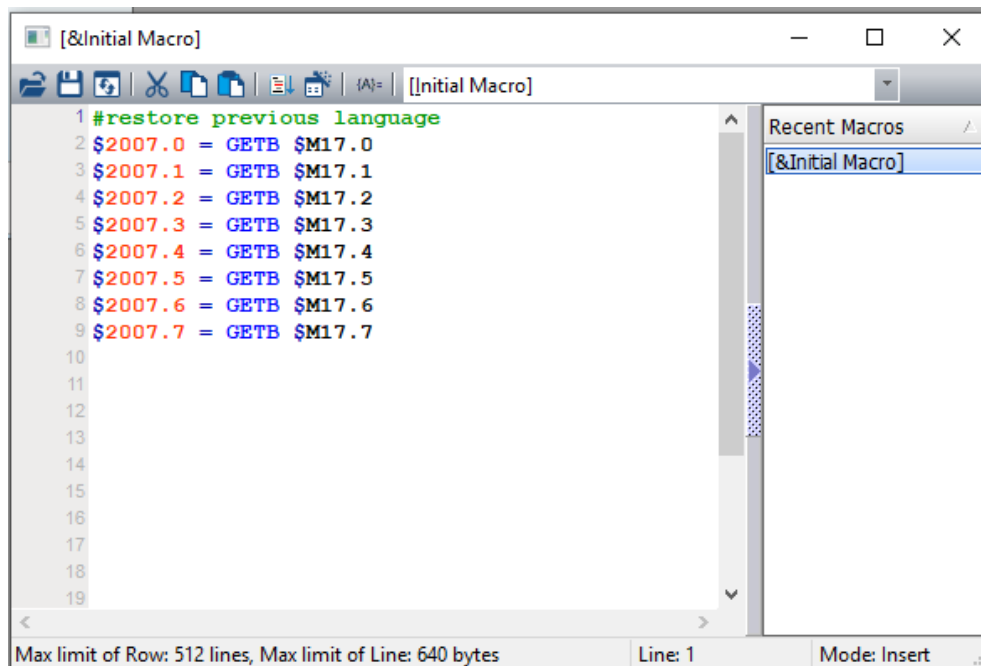 [&Initial Macro]
{A}= [Initial Macro]
1 #restore previous language
2 $2007.0 = GETB $M17.0
3 $2007.1 = GETB $M17.1
4 $2007.2 = GETB $M17.2
5 $2007.3 = GETB $M17.3
6 $2007.4 = GETB $M17.4
7 $2007.5 = GETB $M17.5
8 $2007.6 = GETB $M17.6
9 $2007.7 = GETB $M17.7
10
11
12
13
14
15
16
17
18
19
Recent Macros
[&Initial Macro]
Max limit of Row: 512 lines, Max limit of Line: 640 bytes Line: 1 Mode: Insert